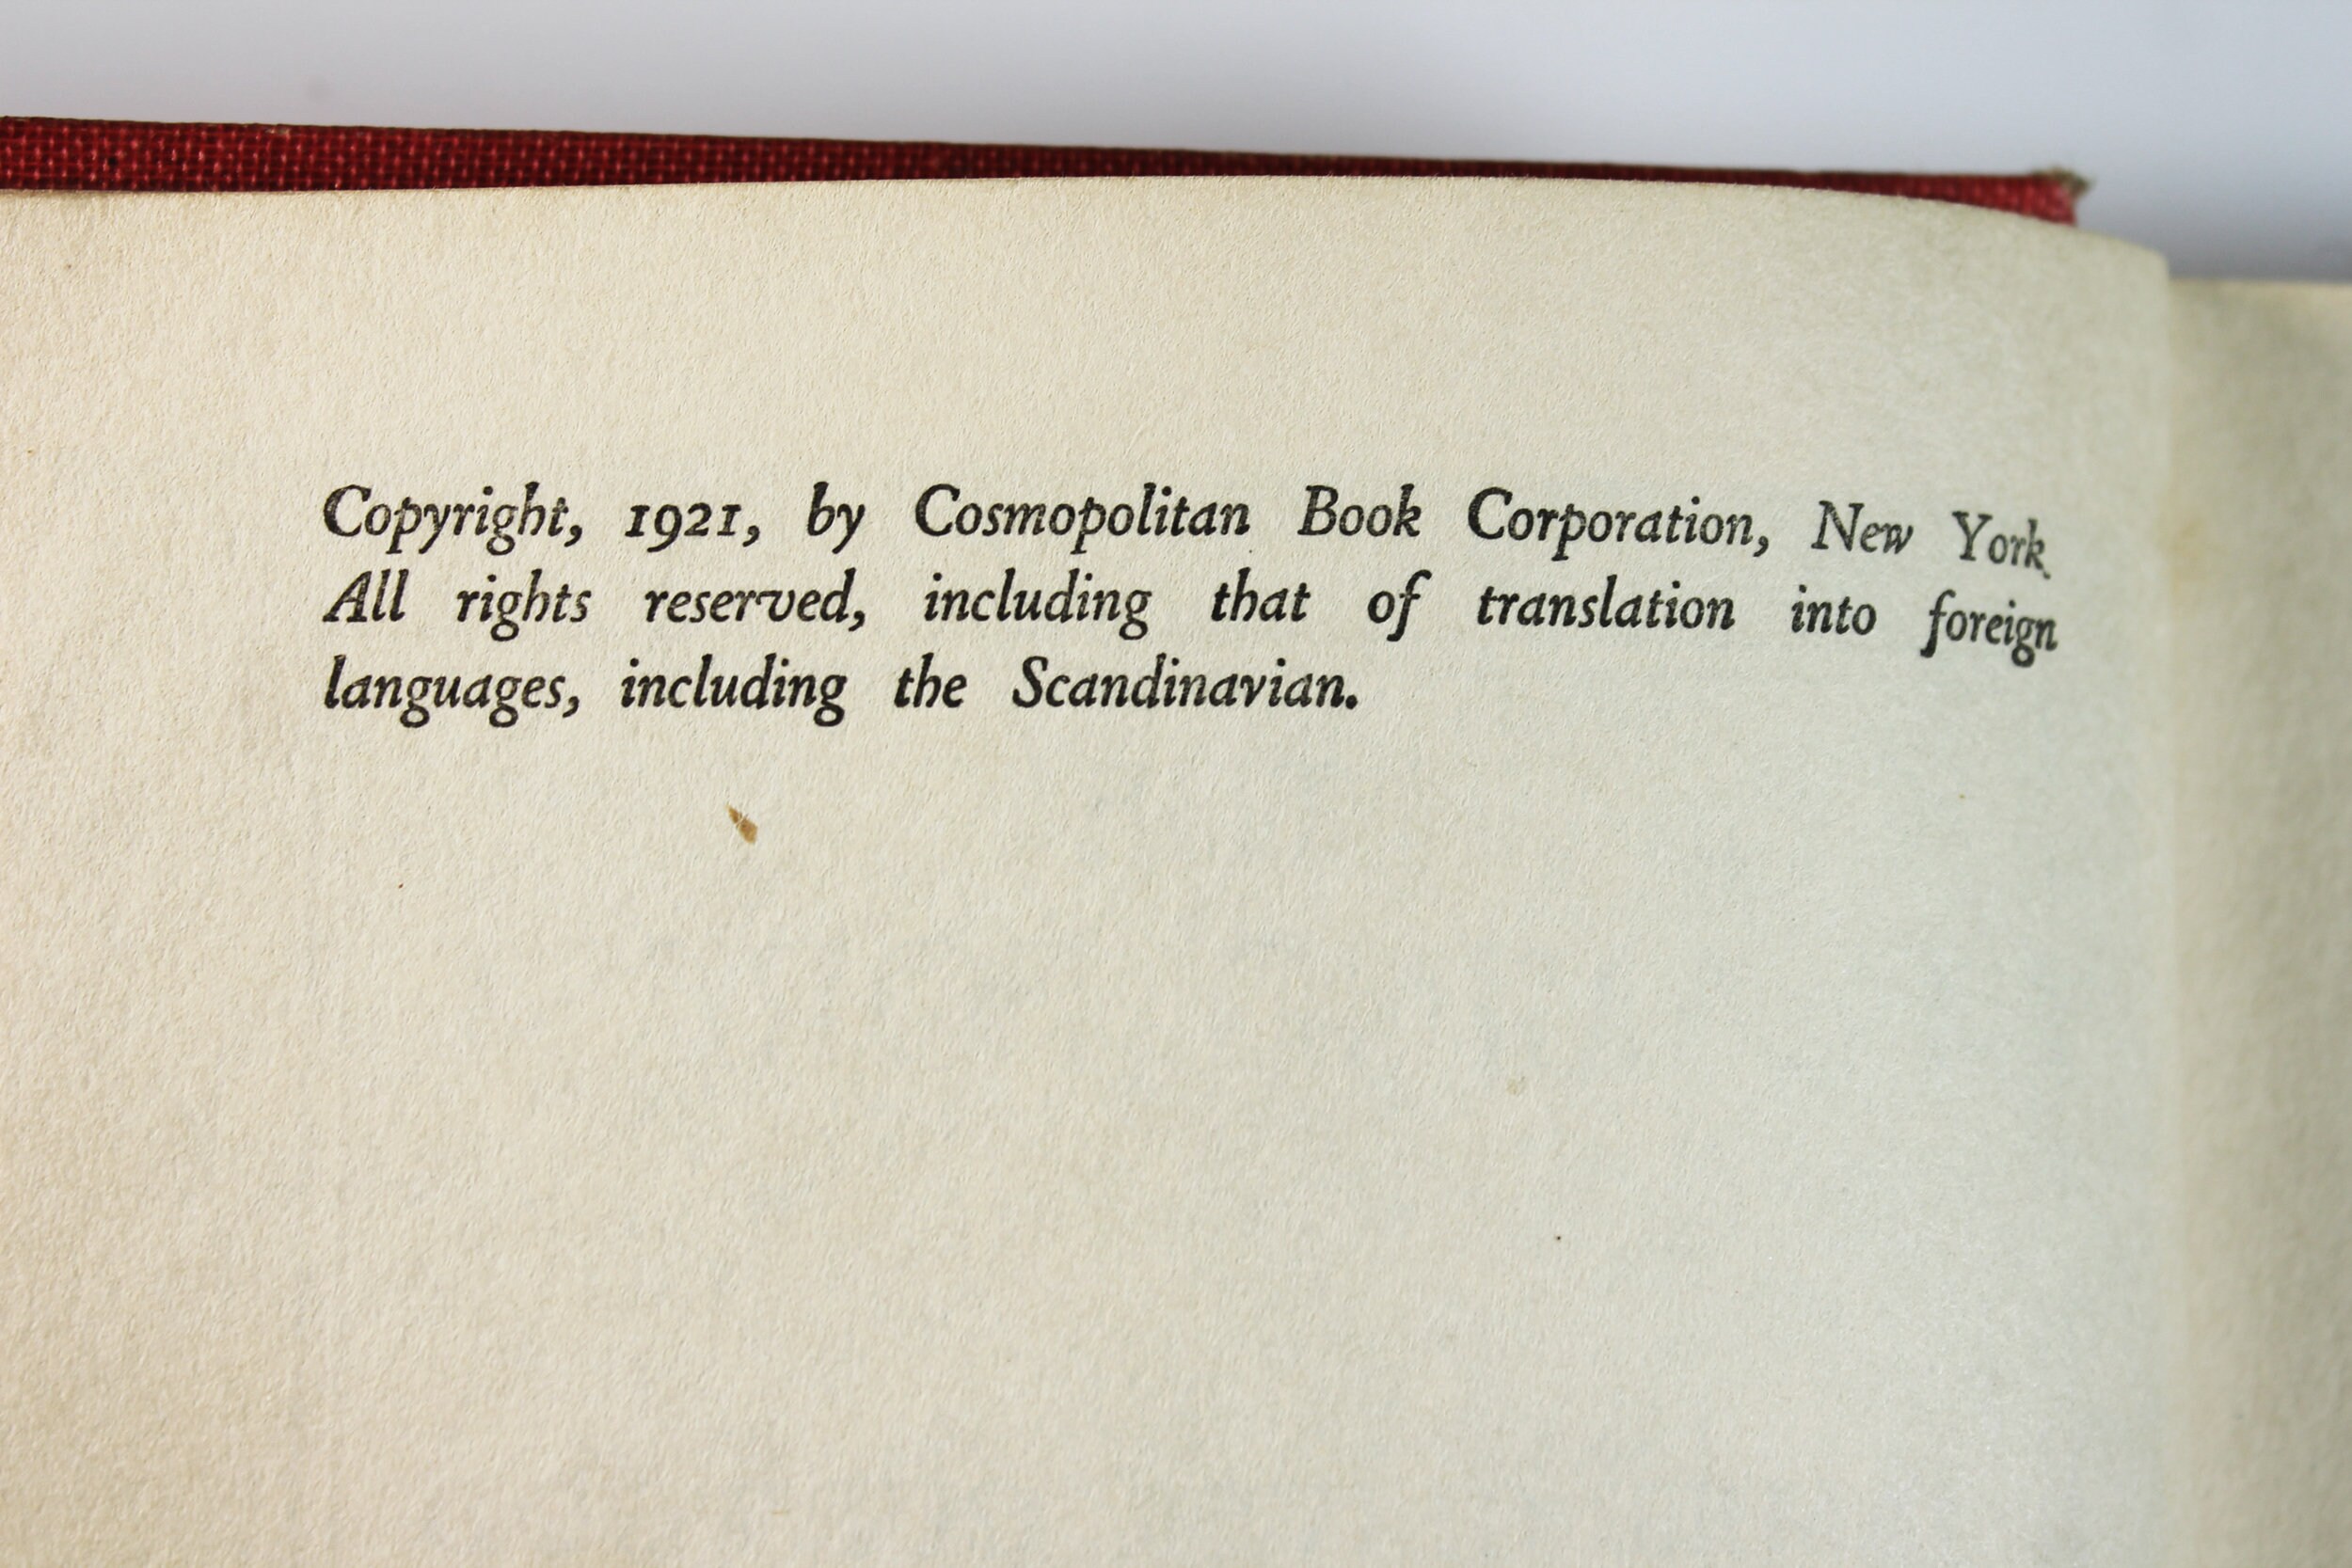 Copyright, 1921, by Cosmopolitan Book Corporation, New York.
All rights reserved, including that of translation into foreign
languages, including the Scandinavian.